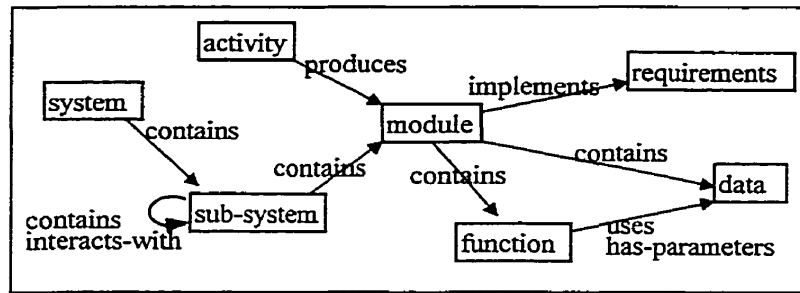 activity
produces
requirements
implements
system
module
contains
contains
contains
contains
data
sub-system
contains
interacts-with
function
uses
has-parameters